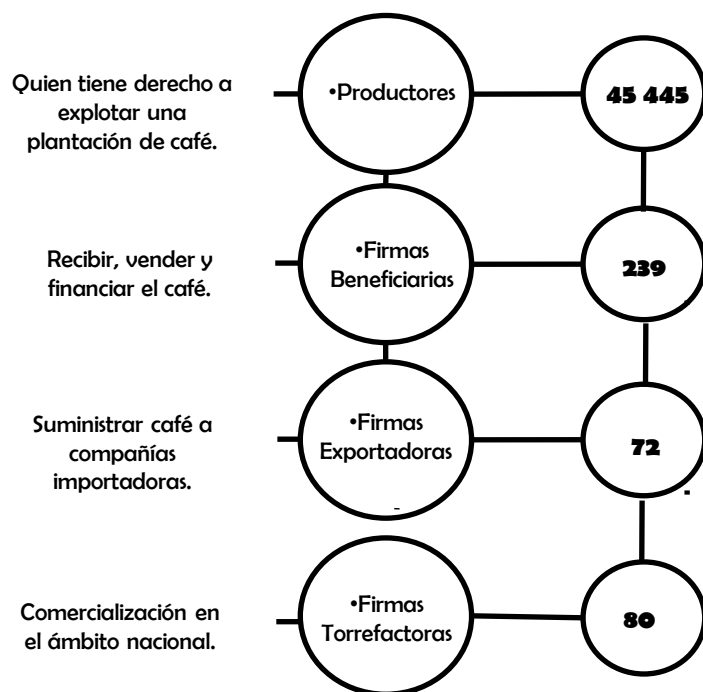 Quien tiene derecho a
explotar una
plantación de café.
•Productores
45 445
Recibir, vender y
financiar el café.
•Firmas
Beneficiarias
239
Suministrar café a
compañías
importadoras.
•Firmas
Exportadoras
72
Comercialización en
el ámbito nacional.
•Firmas
Torrefactoras
80